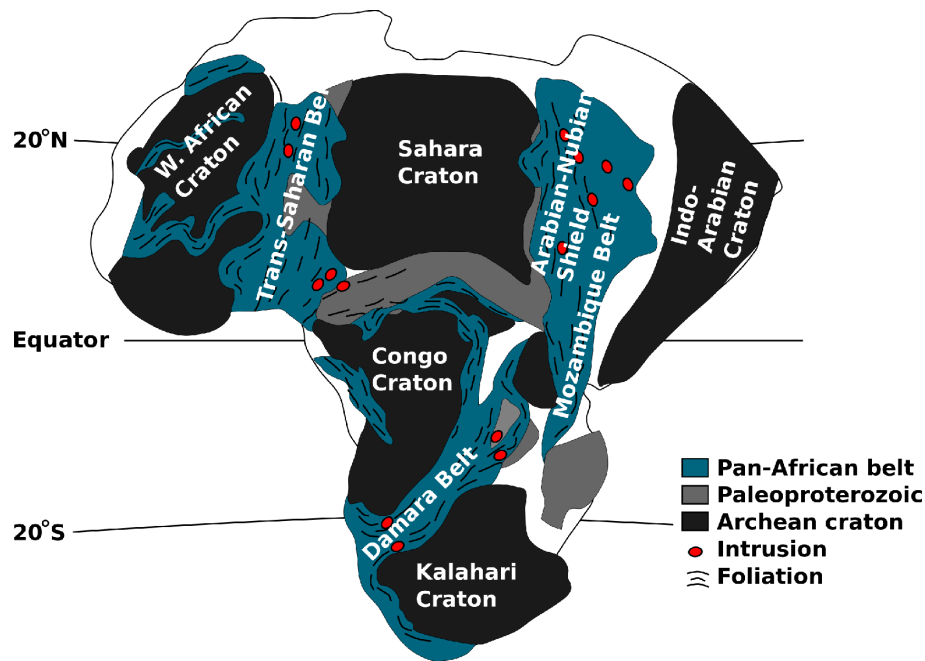 20°N
W. African
Craton
Trans-Saharan Bel
Sahara
Craton
Arabian-Nubian
Shield
Mozambique Belt
Indo-
Arabian
Craton
Equator
Congo
Craton
Damara Belt
20°S
Kalahari
Craton
Pan-African belt
Paleoproterozoic
Archean craton
Intrusion
Foliation